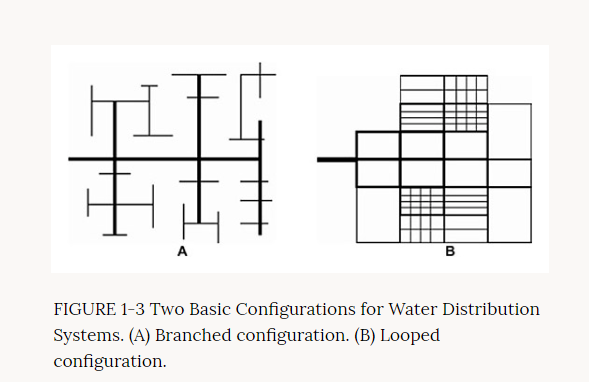 A
B
FIGURE 1-3 Two Basic Configurations for Water Distribution
Systems. (A) Branched configuration. (B) Looped
configuration.